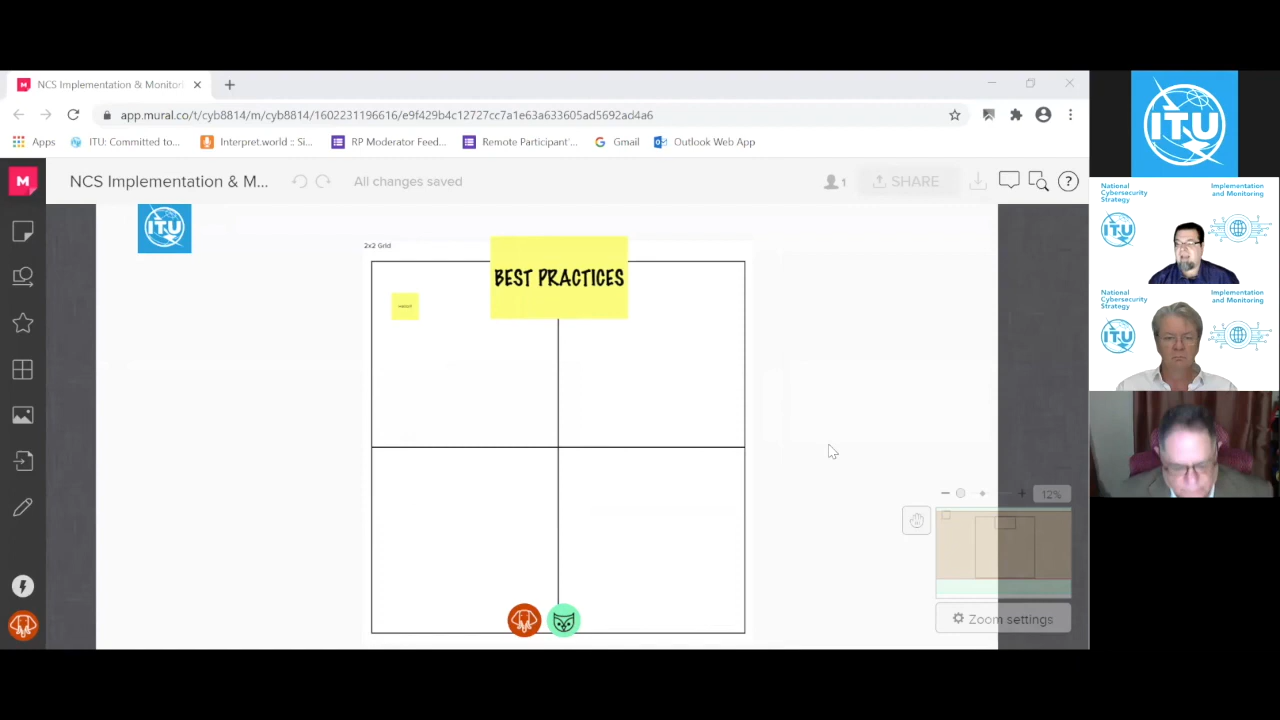 NCS Implementation & Monitori
app.mural.co/t/cyb8814/m/cyb8814/1602231196616/e9f429b4c12727cc7a1e63a633605ad5692ad4a6
Apps
ITU: Committed to...
Interpret.world :: Si...
RP Moderator Feed...
Remote Participant'...
Gmail
Outlook Web App
M
NCS Implementation & M...
All changes saved
1
SHARE
?
ITU
2x2 Grid
BEST PRACTICES
12%
Zoom settings
ITU
National
Cybersecurity
Strategy
Implementation
and Monitoring
ITU
National
Cybersecurity
Strategy
Implementation
and Monitoring
ITU